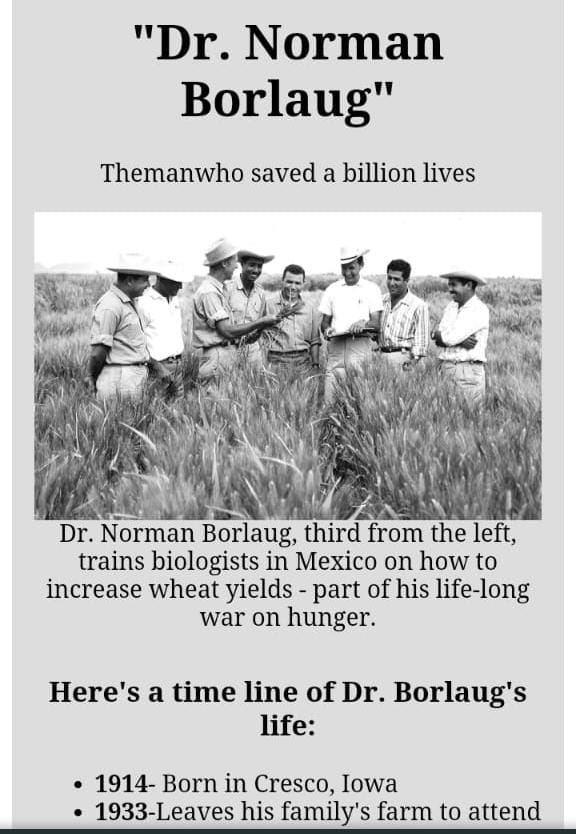 "Dr. Norman
Borlaug"
Themanwho saved a billion lives
Dr. Norman Borlaug, third from the left,
trains biologists in Mexico on how to
increase wheat yields - part of his life-long
war on hunger.
Here's a time line of Dr. Borlaug's
life:
• 1914- Born in Cresco, Iowa
• 1933-Leaves his family's farm to attend